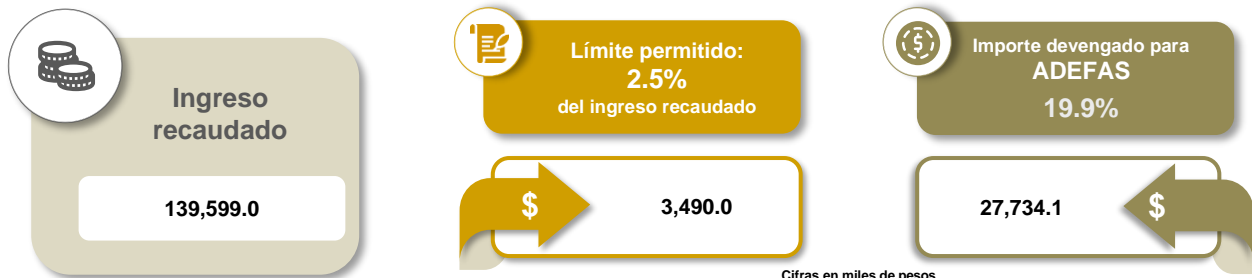 Ingreso
recaudado
139,599.0
Límite permitido:
2.5%
del ingreso recaudado
$
3,490.0
Importe devengado para
ADEFAS
19.9%
27,734.1
$
Cifras en miles de pesos